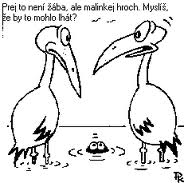 Prej to není žába, ale malinkej hroch. Myslíš,
že by to mohlo lhát?